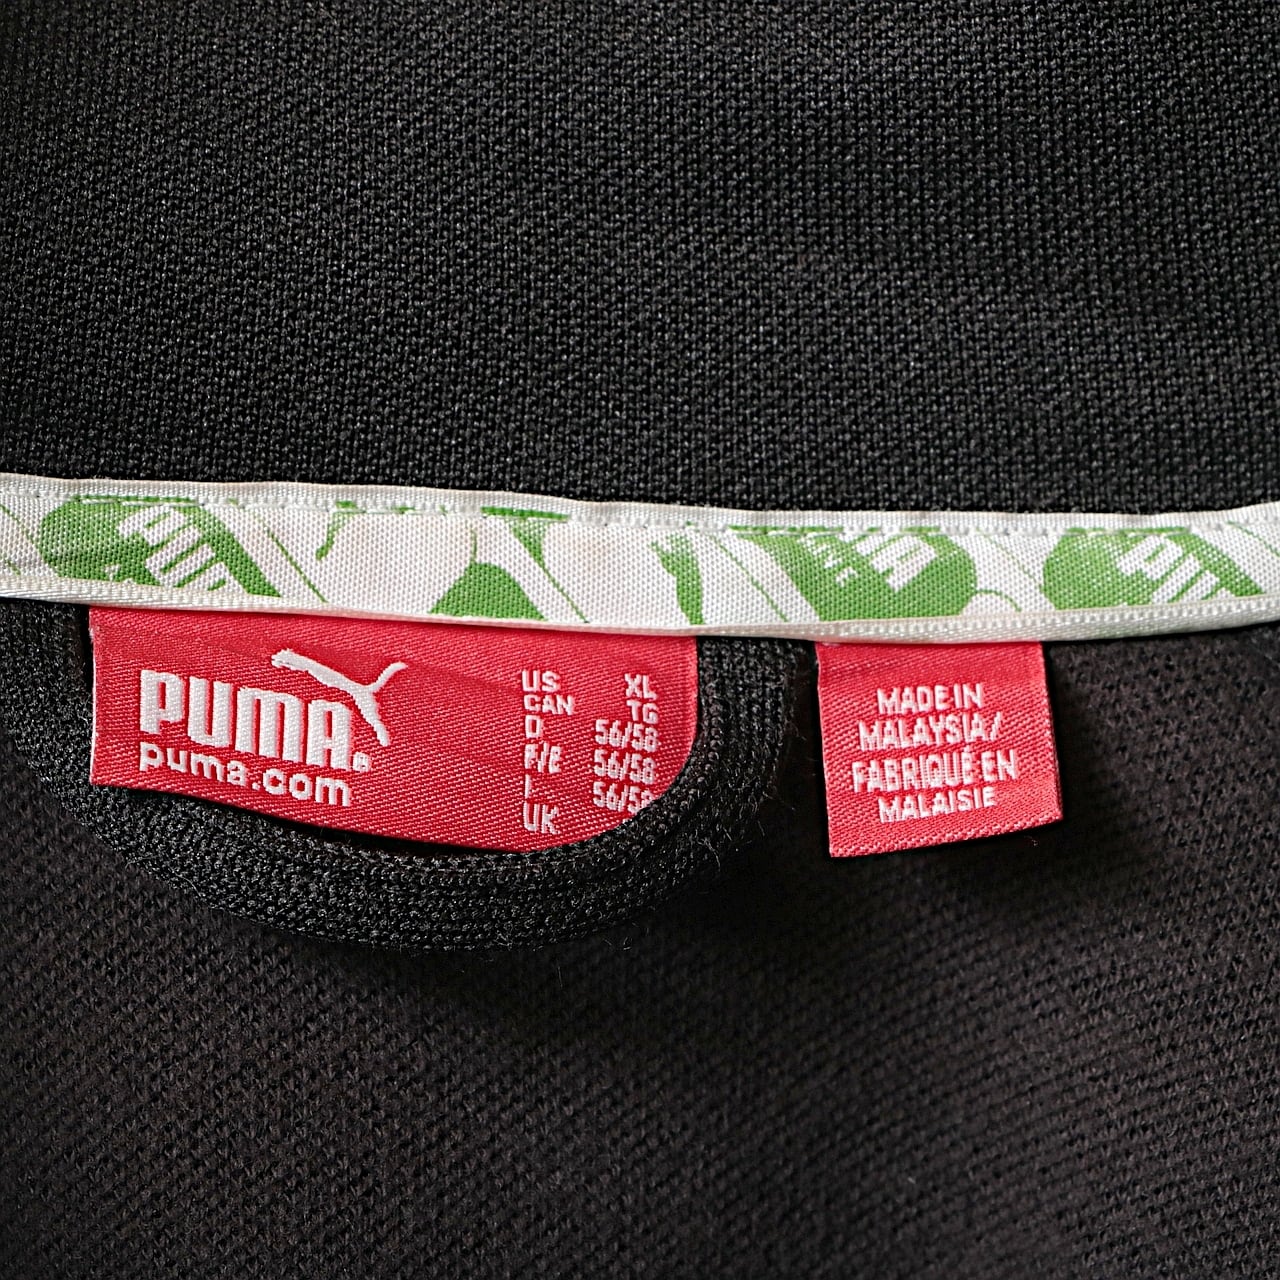 PUMA
puma.com
US XL
CAN TG
D 56/58
F/E 56/58
I 56/58
UK
MADE IN
MALAYSIA/
FABRIQUÉ EN
MALAISIE